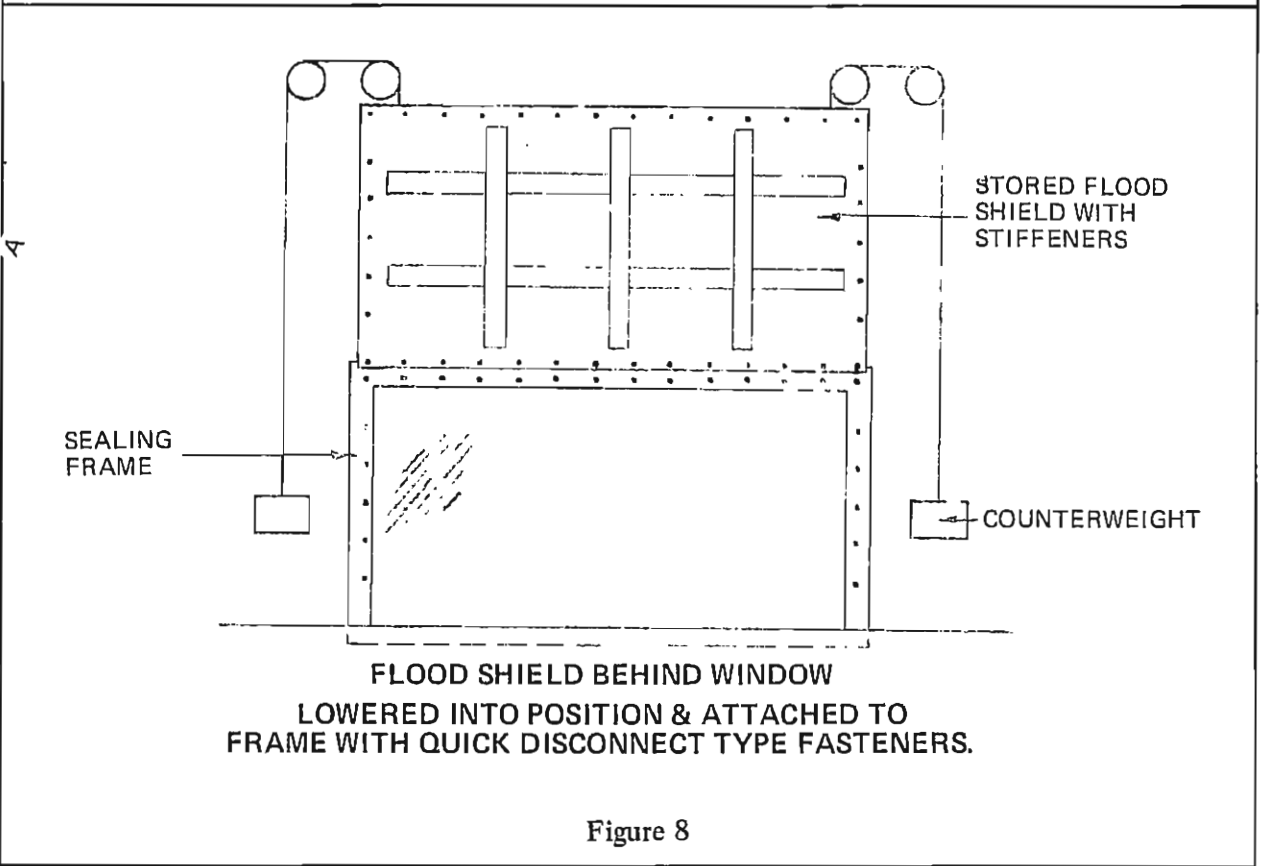 STORED FLOOD
SHIELD WITH
STIFFENERS
SEALING
FRAME
COUNTERWEIGHT
FLOOD SHIELD BEHIND WINDOW
LOWERED INTO POSITION & ATTACHED TO
FRAME WITH QUICK DISCONNECT TYPE FASTENERS.
Figure 8